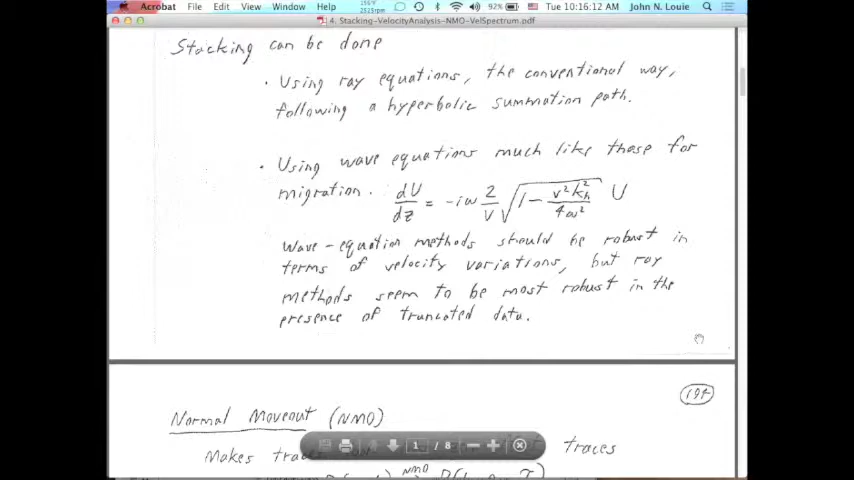 Acrobat File Edit View Window Help 92% Tue 10:16:12 AM John N. Louie
4. Stacking-VelocityAnalysis-NMO-VelSpectrum.pdf
Stacking can be done
· Using ray equations, the conventional way,
following a hyperbolic summation path.
· Using wave equations much like those for
migration. dU/dz = -iω 2/v √(1 - v²k²h/4ω²) U
Wave-equation methods should be robust in
terms of velocity variations, but ray
methods seem to be most robust in the
presence of truncated data.
194
Normal Moveout (NMO)
1 / 8
Makes traces
NMO